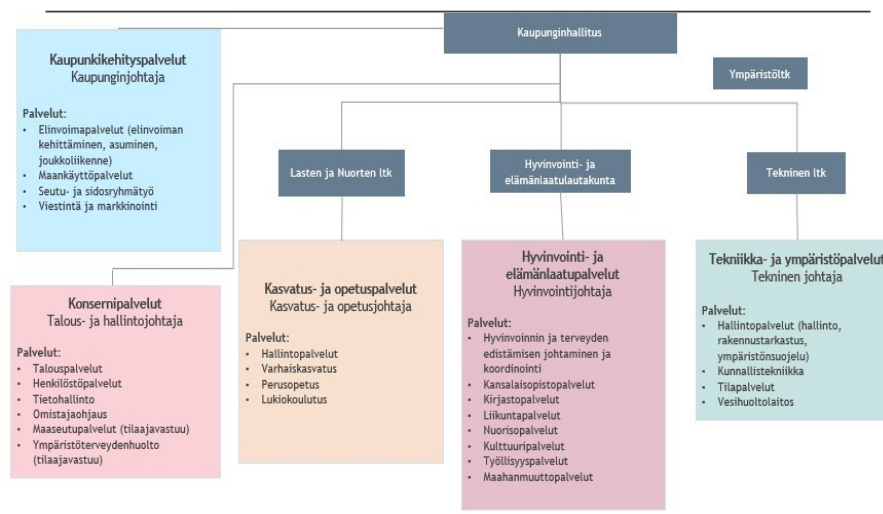 Kaupunginhallitus
Kaupunkikehityspalvelut
Kaupunginjohtaja
Palvelut:
• Elinvoimapalvelut (elinvoiman
kehittäminen, asuminen,
joukkoliikenne)
• Maankäyttöpalvelut
• Seutu- ja sidosryhmätyö
• Viestintä ja markkinointi
Ympäristöltk
Lasten ja Nuorten ltk
Hyvinvointi- ja
elämänlaatulautakunta
Tekninen ltk
Konsernipalvelut
Talous- ja hallintojohtaja
Palvelut:
• Talouspalvelut
• Henkilöstöpalvelut
• Tietohallinto
• Omistajaohjaus
• Maaseutupalvelut (tilaajavastuu)
• Ympäristöterveydenhuolto
(tilaajavastuu)
Kasvatus- ja opetuspalvelut
Kasvatus- ja opetusjohtaja
Palvelut:
• Hallintopalvelut
• Varhaiskasvatus
• Perusopetus
• Lukiokoulutus
Hyvinvointi- ja
elämänlaatupalvelut
Hyvinvointijohtaja
Palvelut:
• Hyvinvoinnin ja terveyden
edistämisen johtaminen ja
koordinointi
• Kansalaisopistopalvelut
• Kirjastopalvelut
• Liikuntapalvelut
• Nuorisopalvelut
• Kulttuuripalvelut
• Työllisyyspalvelut
• Maahanmuuttopalvelut
Tekniikka- ja ympäristöpalvelut
Tekninen johtaja
Palvelut:
• Hallintopalvelut (hallinto,
rakennustarkastus,
ympäristönsuojelu)
• Kunnallistekniikka
• Tilapalvelut
• Vesihuoltolaitos